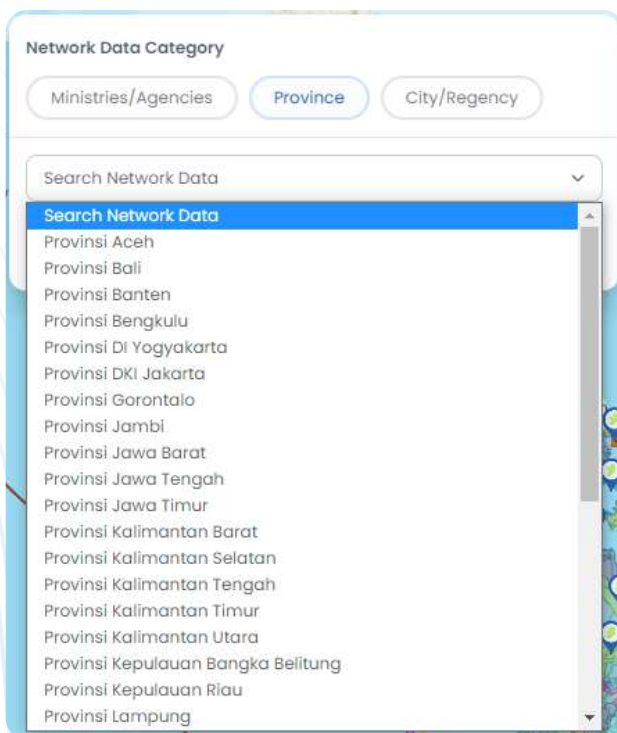 Network Data Category
Ministries/Agencies Province City/Regency
Search Network Data
Search Network Data
Provinsi Aceh
Provinsi Bali
Provinsi Banten
Provinsi Bengkulu
Provinsi DI Yogyakarta
Provinsi DKI Jakarta
Provinsi Gorontalo
Provinsi Jambi
Provinsi Jawa Barat
Provinsi Jawa Tengah
Provinsi Jawa Timur
Provinsi Kalimantan Barat
Provinsi Kalimantan Selatan
Provinsi Kalimantan Tengah
Provinsi Kalimantan Timur
Provinsi Kalimantan Utara
Provinsi Kepulauan Bangka Belitung
Provinsi Kepulauan Riau
Provinsi Lampung